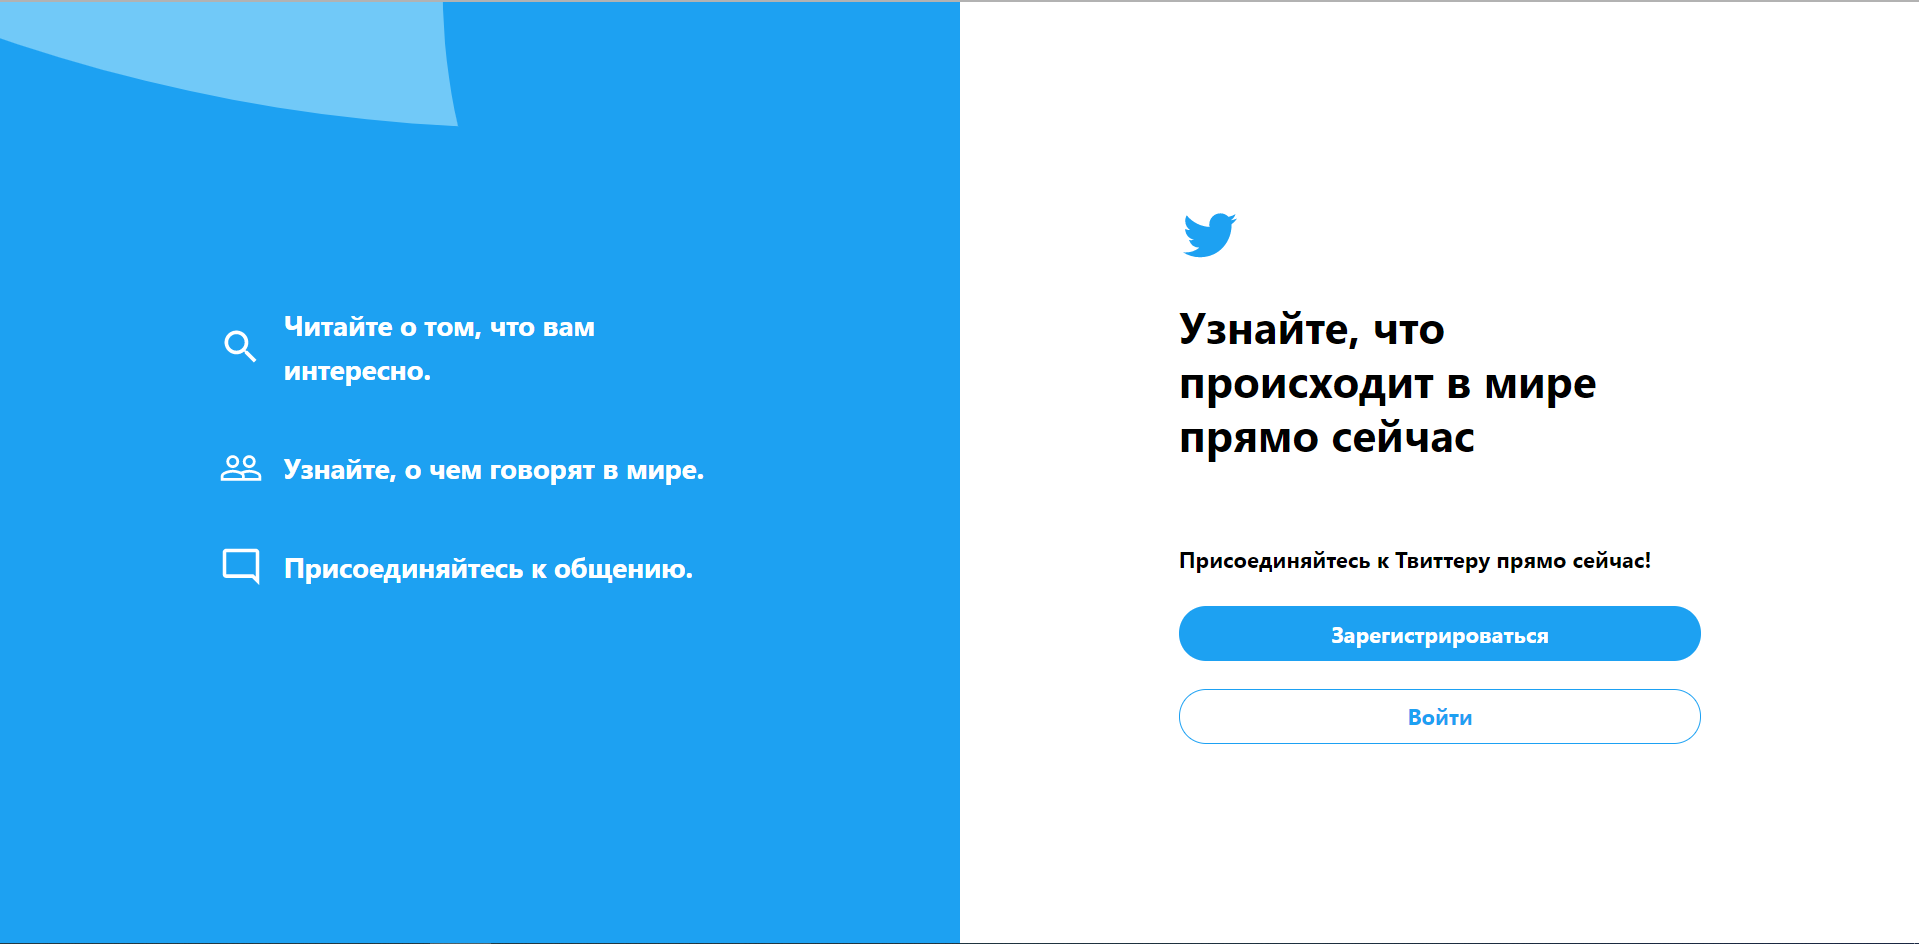 Читайте о том, что вам
интересно.
Узнайте, о чем говорят в мире.
Присоединяйтесь к общению.
Узнайте, что
происходит в мире
прямо сейчас
Присоединяйтесь к Твиттеру прямо сейчас!
Зарегистрироваться
Войти